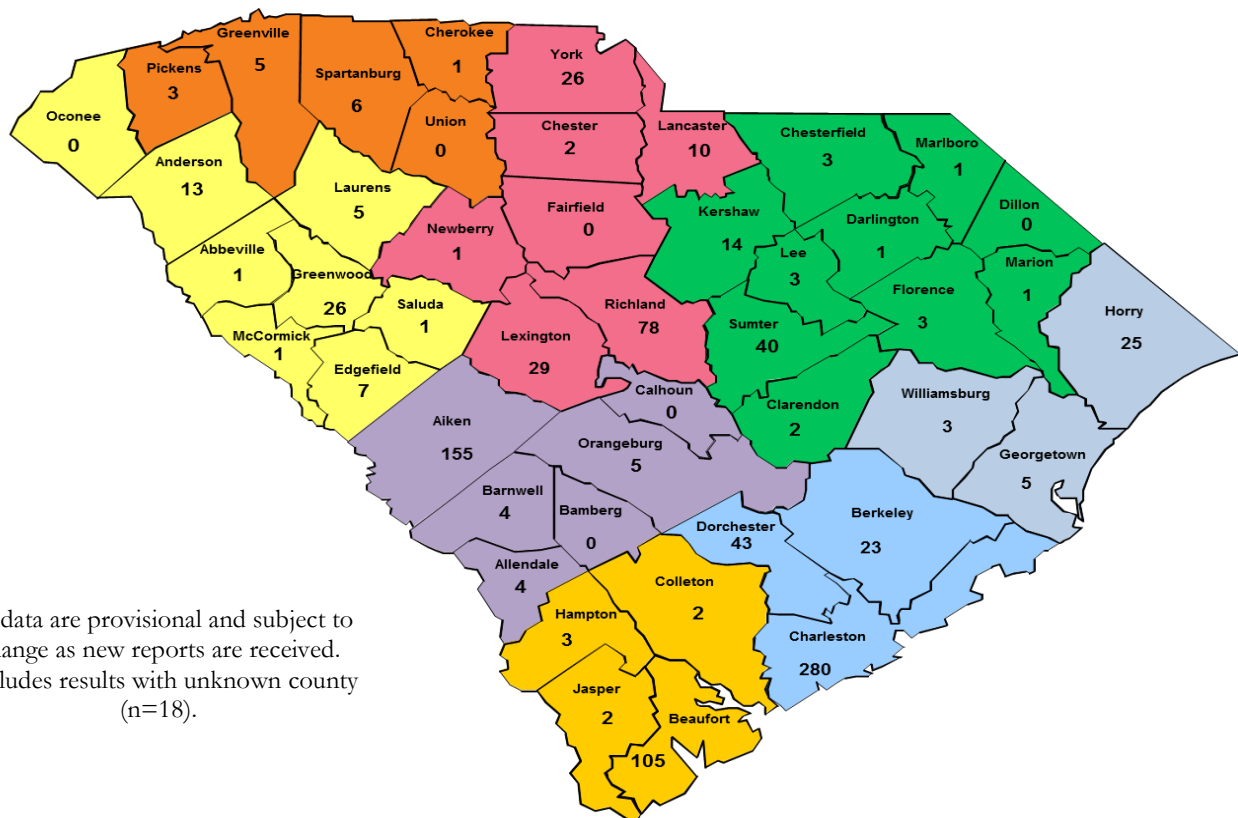 Greenville
5
Cherokee
1
Pickens
3
Spartanburg
6
York
26
Oconee
0
Union
0
Chester
2
Lancaster
10
Chesterfield
3
Marlboro
1
Anderson
13
Laurens
5
Fairfield
0
Kershaw
14
Darlington
1
Dillon
0
Newberry
1
Abbeville
1
Greenwood
26
Lee
3
Marion
1
Saluda
1
Richland
78
Florence
3
Horry
25
McCormick
1
Lexington
29
Sumter
40
Edgefield
7
Calhoun
0
Clarendon
2
Williamsburg
3
Aiken
155
Orangeburg
5
Georgetown
5
Barnwell
4
Bamberg
0
Dorchester
43
Berkeley
23
Allendale
4
Colleton
2
Hampton
3
Charleston
280
Jasper
2
Beaufort
105
data are provisional and subject to
ange as new reports are received.
ludes results with unknown county
(n=18).